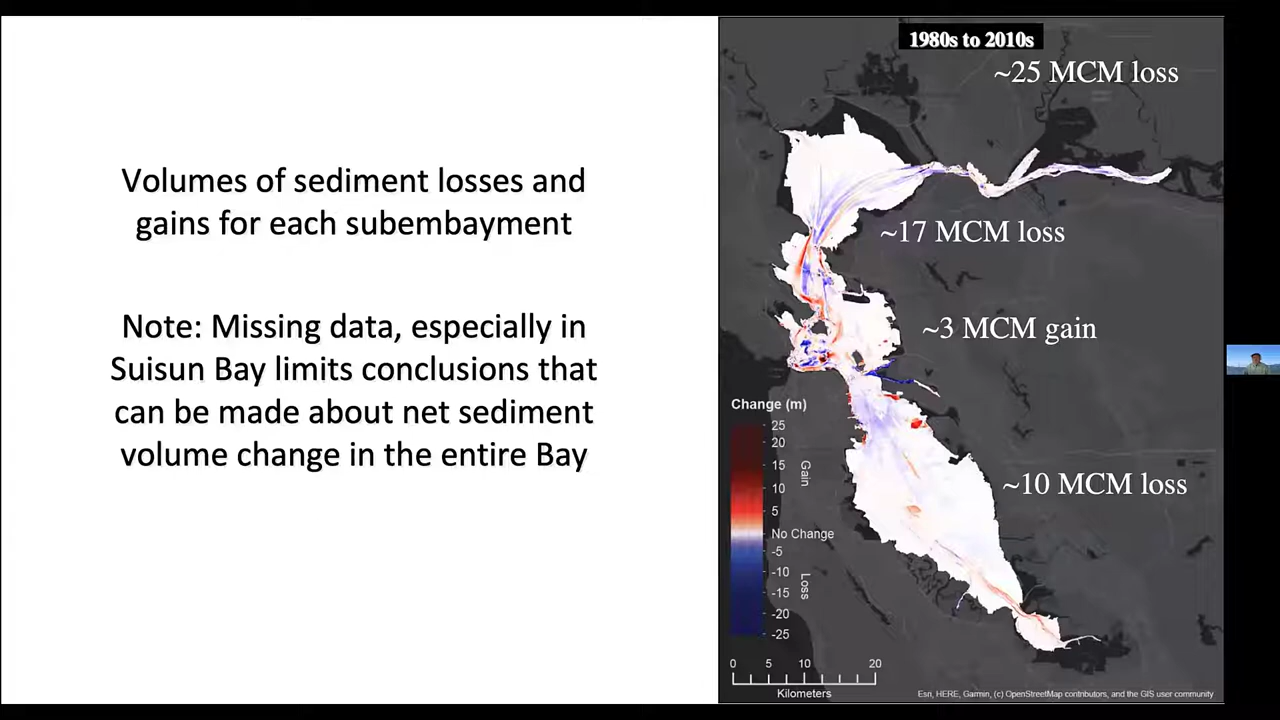 Volumes of sediment losses and
gains for each subembayment
Note: Missing data, especially in
Suisun Bay limits conclusions that
can be made about net sediment
volume change in the entire Bay
1980s to 2010s
~25 MCM loss
~17 MCM loss
~3 MCM gain
~10 MCM loss
Change (m)
25
20
15
10
5
No Change
-5
-10
-15
-20
-25
Gain
Loss
0 5 10 20
Kilometers
Esri, HERE, Garmin, (c) OpenStreetMap contributors, and the GIS user community